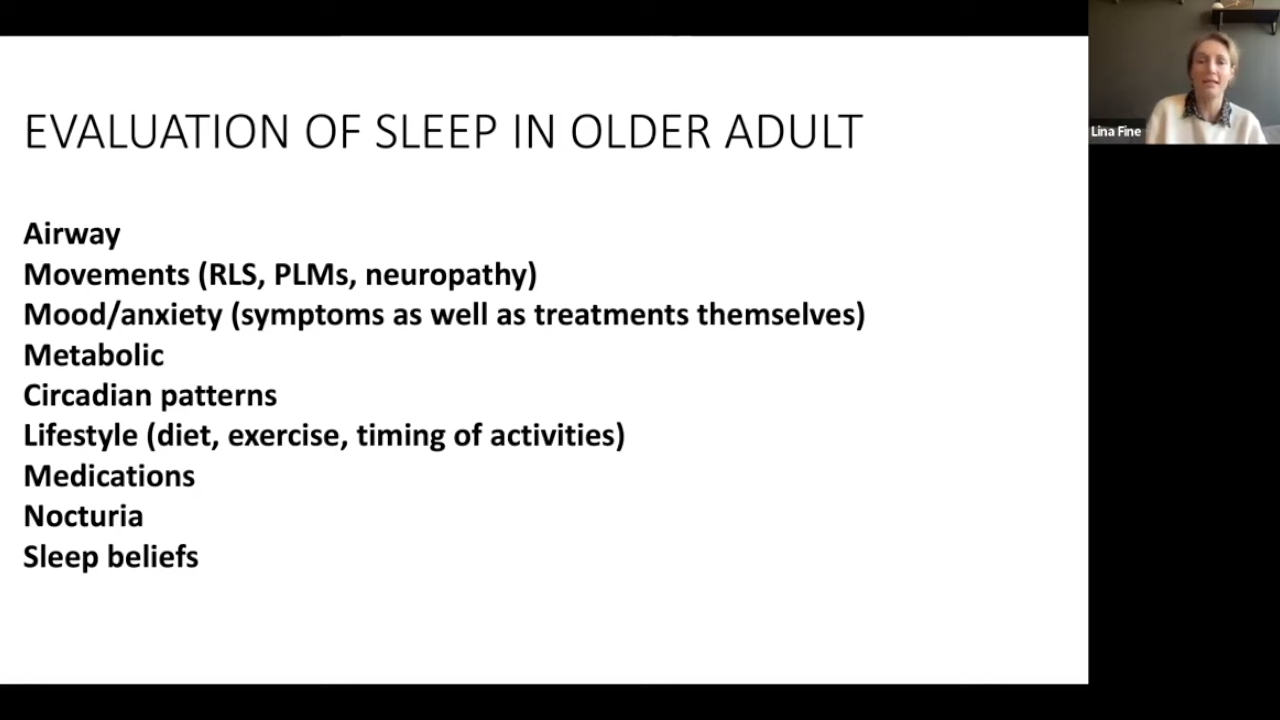 EVALUATION OF SLEEP IN OLDER ADULT
Airway
Movements (RLS, PLMs, neuropathy)
Mood/anxiety (symptoms as well as treatments themselves)
Metabolic
Circadian patterns
Lifestyle (diet, exercise, timing of activities)
Medications
Nocturia
Sleep beliefs
Lina Fine